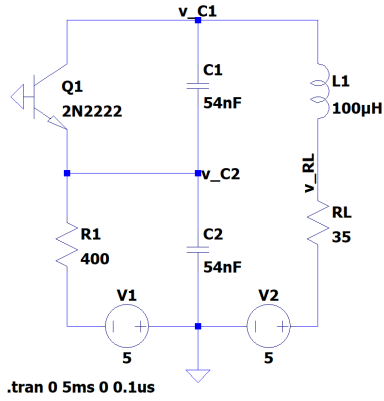 v_C1
Q1
2N2222
C1
54nF
L1
100µH
v_C2
v_RL
R1
400
C2
54nF
RL
35
V1
5
V2
5
.tran 0 5ms 0 0.1us